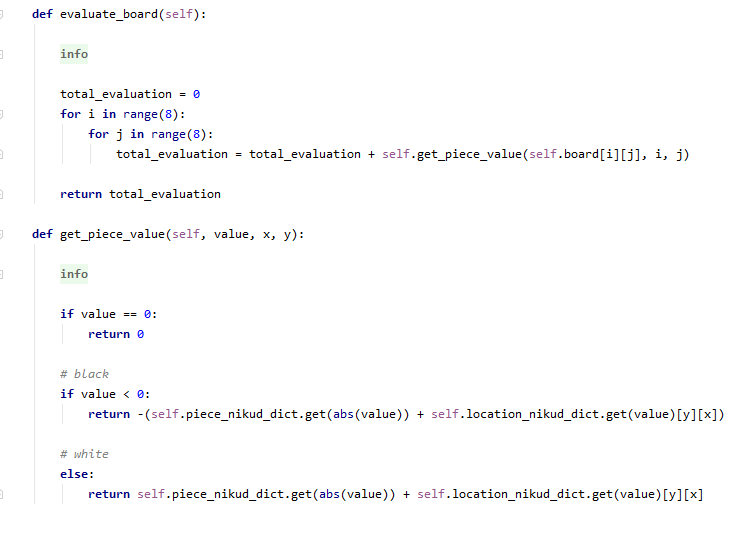 def evaluate_board(self):
info
total_evaluation = 0
for i in range(8):
for j in range(8):
total_evaluation = total_evaluation + self.get_piece_value(self.board[i][j], i, j)
return total_evaluation
def get_piece_value(self, value, x, y):
info
if value == 0:
return 0
# black
if value < 0:
return -(self.piece_nikud_dict.get(abs(value)) + self.location_nikud_dict.get(value)[y][x])
# white
else:
return self.piece_nikud_dict.get(abs(value)) + self.location_nikud_dict.get(value)[y][x]